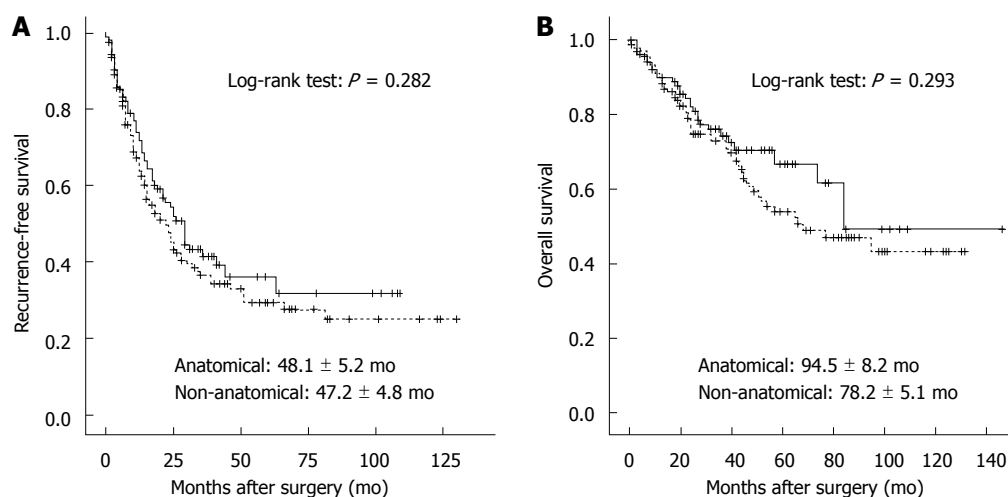 A
Recurrence-free survival
1.0
0.8
0.6
0.4
0.2
0.0
Log-rank test: P = 0.282
Anatomical: 48.1 ± 5.2 mo
Non-anatomical: 47.2 ± 4.8 mo
0 25 50 75 100 125
Months after surgery (mo)
B
Overall survival
1.0
0.8
0.6
0.4
0.2
0.0
Log-rank test: P = 0.293
Anatomical: 94.5 ± 8.2 mo
Non-anatomical: 78.2 ± 5.1 mo
0 20 40 60 80 100 120 140
Months after surgery (mo)